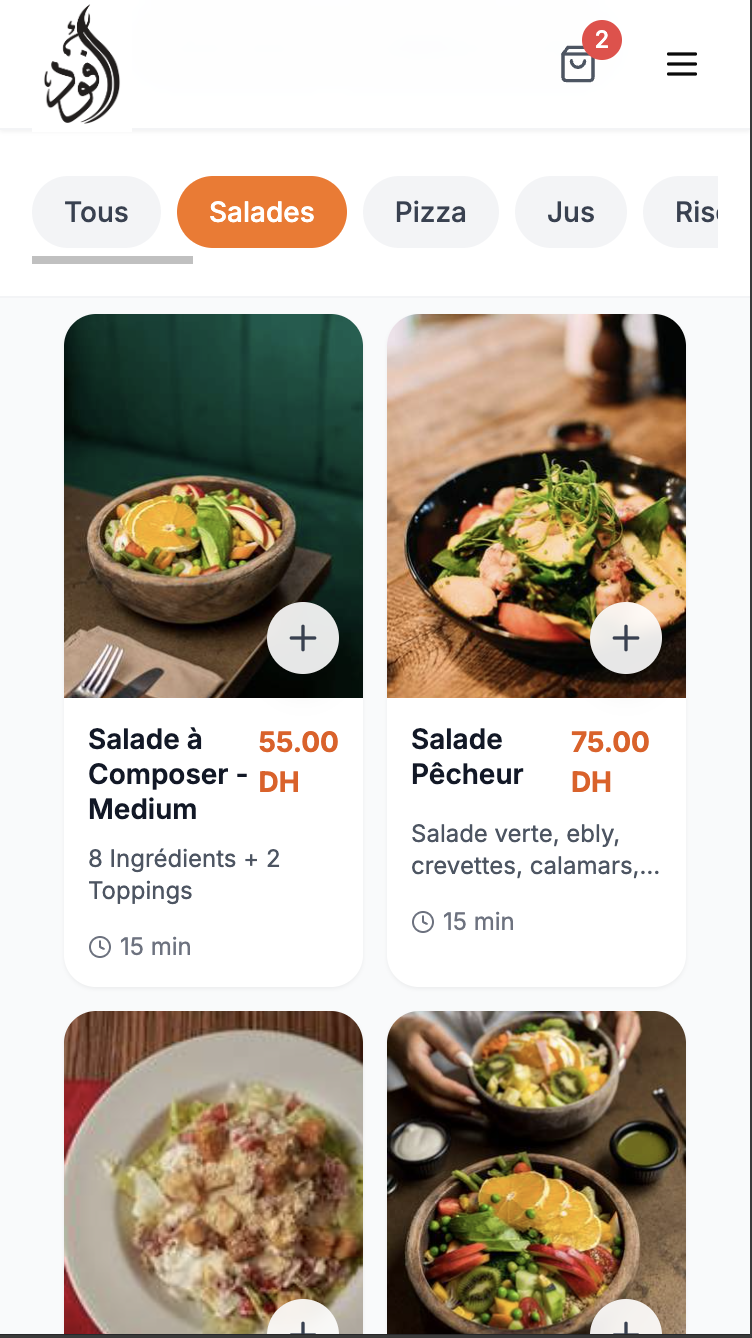 أفود
2
Tous
Salades
Pizza
Jus
55.00
Salade à
Composer -
DH
Medium
8 Ingrédients + 2
Toppings
15 min
75.00
Salade
Pêcheur
DH
Salade verte, ebly,
crevettes, calamars,...
15 min